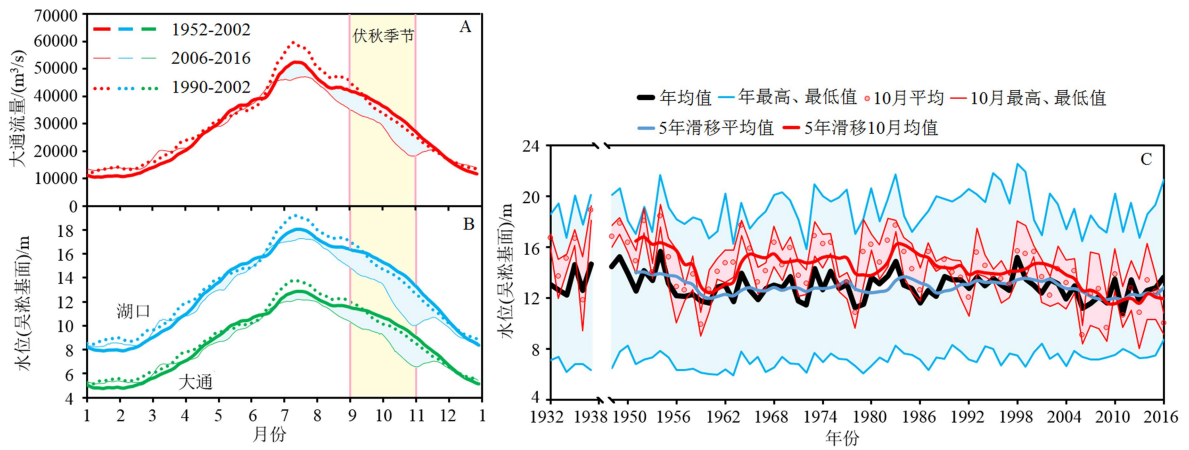 A
70000
60000
50000
40000
30000
20000
10000
0
大通流量/(m³/s)
1952-2002
2006-2016
1990-2002
伏秋季节
B
18
16
14
12
10
8
6
4
水位(吴淞基面)/m
湖口
大通
1 2 3 4 5 6 7 8 9 10 11 12 1
月份
年均值 年最高、最低值 10月平均 10月最高、最低值
5年滑移平均值 5年滑移10月均值
C
24
20
16
12
8
4
水位(吴淞基面)/m
1932 1938 1950 1956 1962 1968 1974 1980 1986 1992 1998 2004 2010 2016
年份